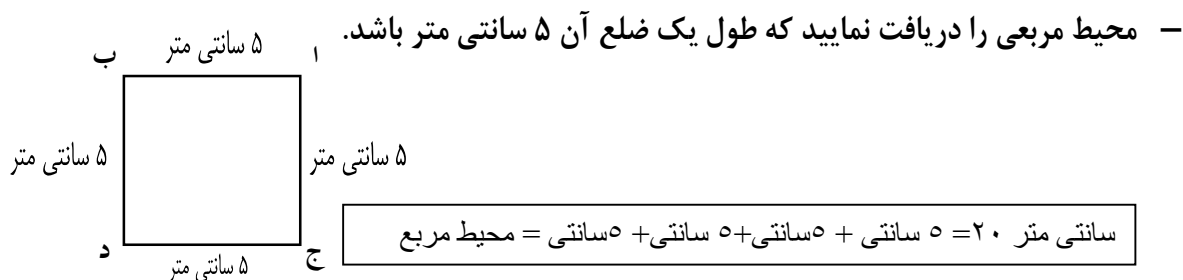 – محیط مربعی را دریافت نمایید که طول یک ضلع آن ۵ سانتی متر باشد.
ا ۵ سانتی متر ب
۵ سانتی متر ۵ سانتی متر
سانتی متر ۲۰= ۵ سانتی + ۵سانتی+۵ سانتی+ ۵سانتی = محیط مربع
ج د
۵ سانتی متر